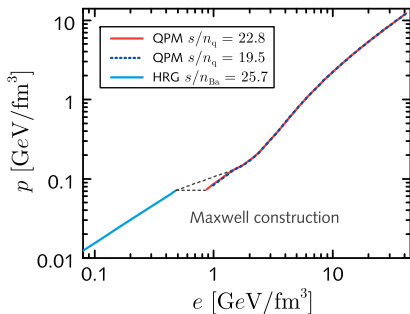 10
QPM s/n_q = 22.8
QPM s/n_q = 19.5
HRG s/n_Ba = 25.7
1
0.1
Maxwell construction
0.01
0.1 1 10
p [GeV/fm³]
e [GeV/fm³]